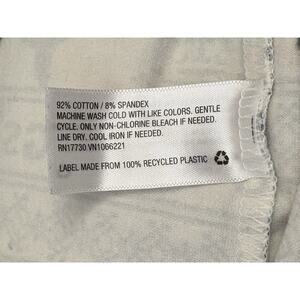 92% COTTON / 8% SPANDEX
MACHINE WASH COLD WITH LIKE COLORS. GENTLE
CYCLE. ONLY NON-CHLORINE BLEACH IF NEEDED.
LINE DRY. COOL IRON IF NEEDED.
RN17730 VN1066221
LABEL MADE FROM 100% RECYCLED PLASTIC